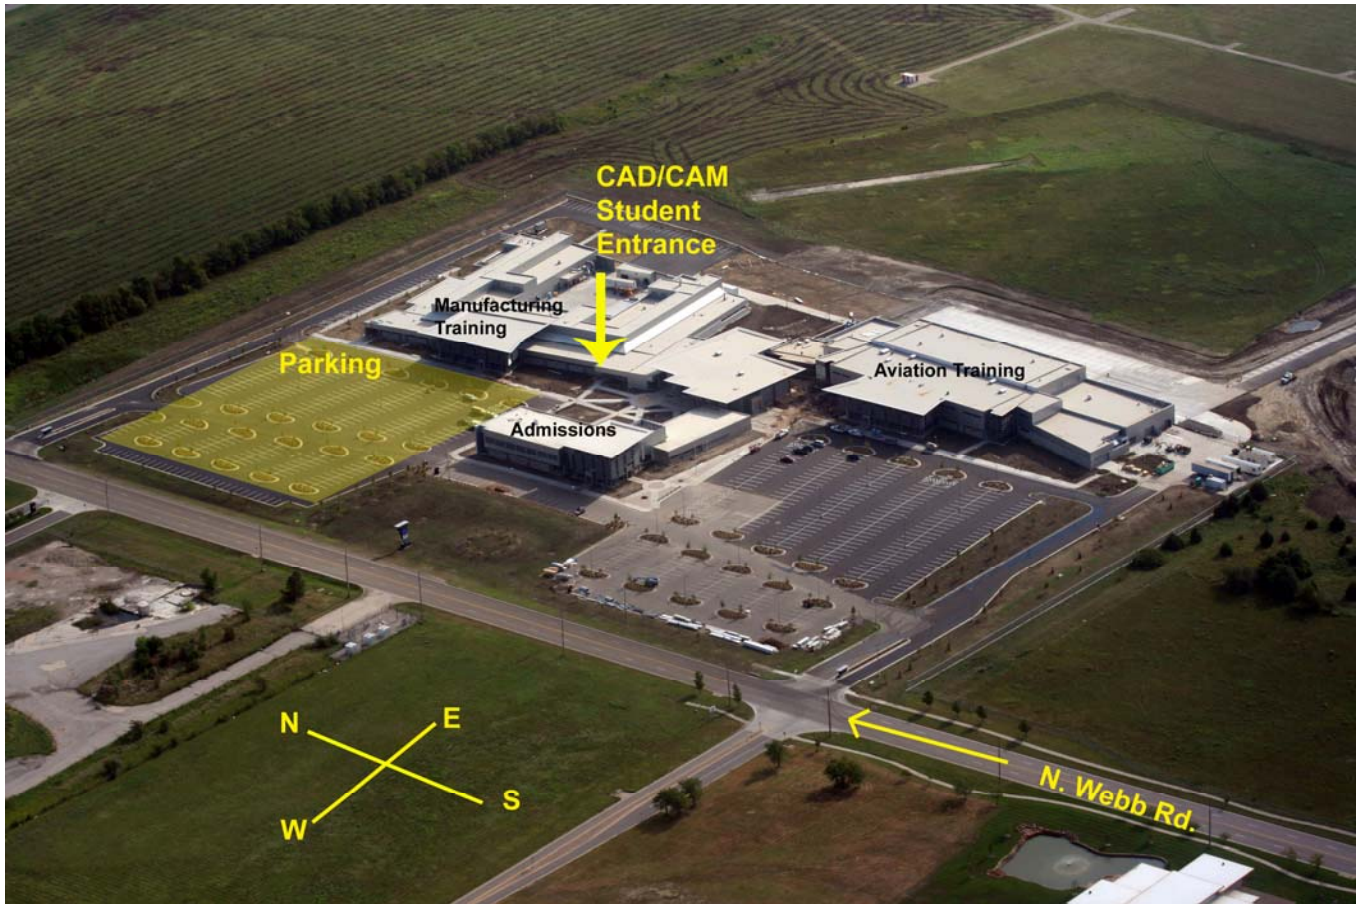 CAD/CAM
Student
Entrance
Manufacturing
Training
Parking
Aviation Training
Admissions
N
E
S
W
N. Webb Rd.